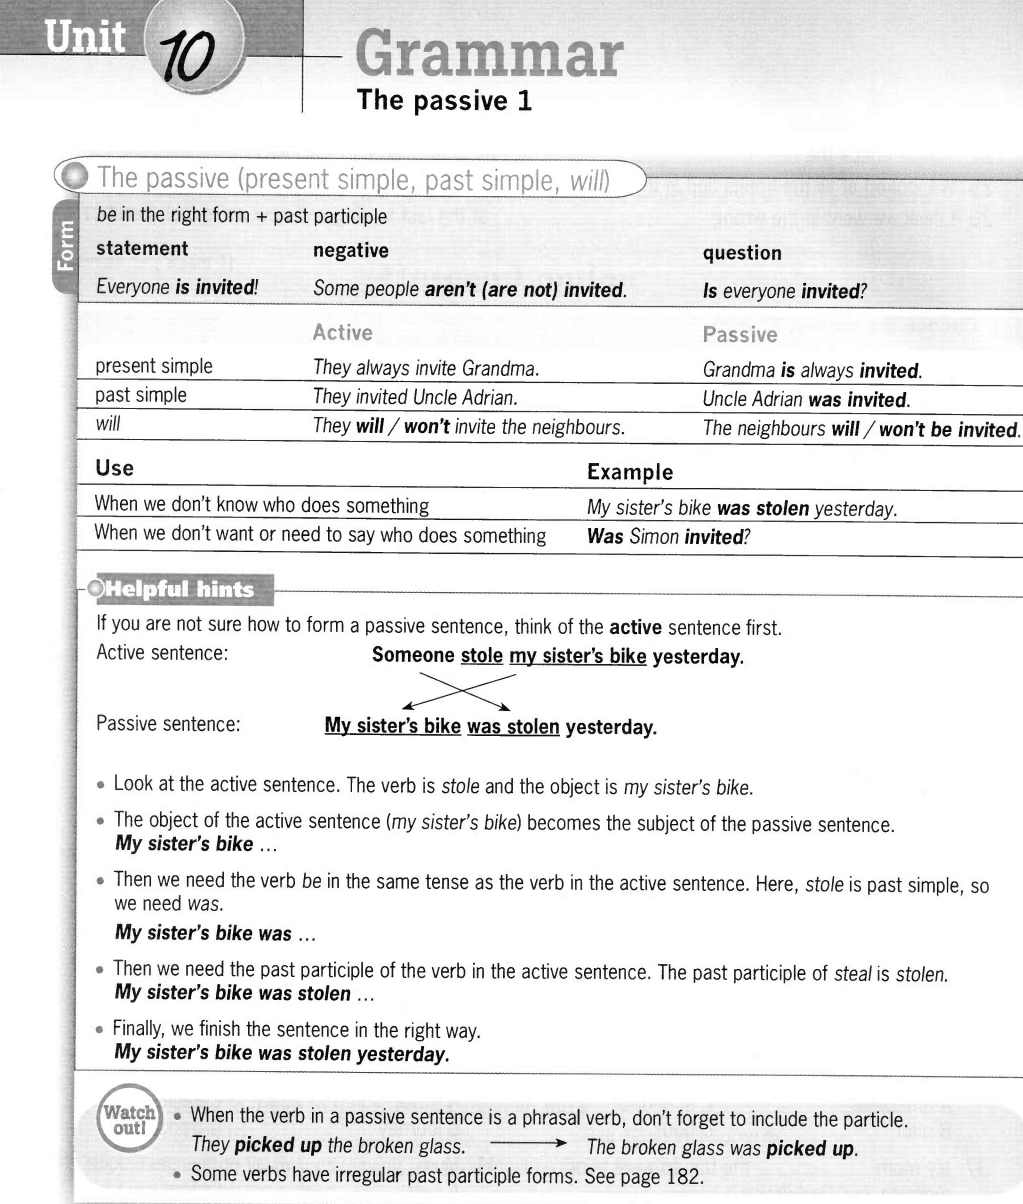 Unit 10
Grammar
The passive 1
The passive (present simple, past simple, will)
Form
be in the right form + past participle
statement negative question
Everyone is invited! Some people aren't (are not) invited. Is everyone invited?
Active Passive
present simple They always invite Grandma. Grandma is always invited.
past simple They invited Uncle Adrian. Uncle Adrian was invited.
will They will / won't invite the neighbours. The neighbours will / won't be invited.
Use Example
When we don't know who does something My sister's bike was stolen yesterday.
When we don't want or need to say who does something Was Simon invited?
Helpful hints
If you are not sure how to form a passive sentence, think of the active sentence first.
Active sentence: Someone stole my sister's bike yesterday.
Passive sentence: My sister's bike was stolen yesterday.
• Look at the active sentence. The verb is stole and the object is my sister's bike.
• The object of the active sentence (my sister's bike) becomes the subject of the passive sentence.
My sister's bike ...
• Then we need the verb be in the same tense as the verb in the active sentence. Here, stole is past simple, so
we need was.
My sister's bike was ...
• Then we need the past participle of the verb in the active sentence. The past participle of steal is stolen.
My sister's bike was stolen ...
• Finally, we finish the sentence in the right way.
My sister's bike was stolen yesterday.
Watch
out!
• When the verb in a passive sentence is a phrasal verb, don't forget to include the particle.
They picked up the broken glass. → The broken glass was picked up.
• Some verbs have irregular past participle forms. See page 182.